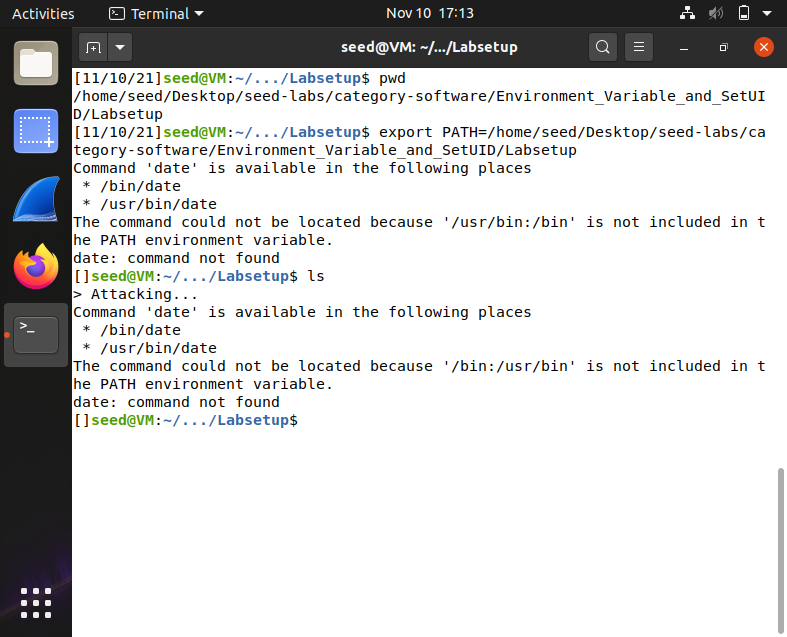 Activities
Terminal
Nov 10 17:13
seed@VM: ~/.../Labsetup
[11/10/21]seed@VM:~/.../Labsetup$ pwd
/home/seed/Desktop/seed-labs/category-software/Environment_Variable_and_SetUI
D/Labsetup
[11/10/21]seed@VM:~/.../Labsetup$ export PATH=/home/seed/Desktop/seed-labs/ca
tegory-software/Environment_Variable_and_SetUID/Labsetup
Command 'date' is available in the following places
 * /bin/date
 * /usr/bin/date
The command could not be located because '/usr/bin:/bin' is not included in t
he PATH environment variable.
date: command not found
[]seed@VM:~/.../Labsetup$ ls
> Attacking...
Command 'date' is available in the following places
 * /bin/date
 * /usr/bin/date
The command could not be located because '/bin:/usr/bin' is not included in t
he PATH environment variable.
date: command not found
[]seed@VM:~/.../Labsetup$